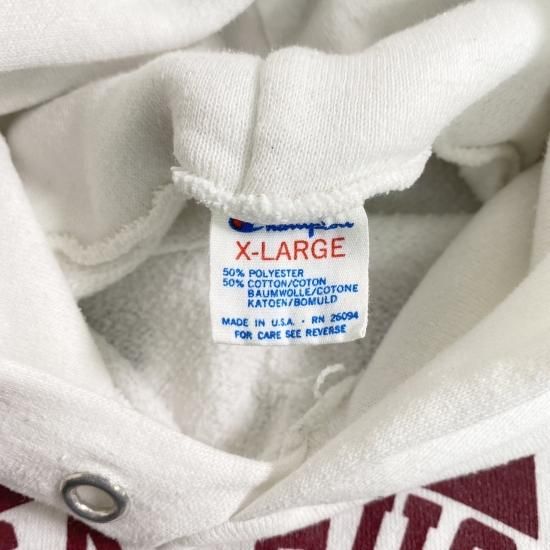 Champion
X-LARGE
50% POLYESTER
50% COTTON/COTON
BAUMWOLLE/COTONE
KATOEN/BOMULD
MADE IN U.S.A. - RN 26094
FOR CARE SEE REVERSE